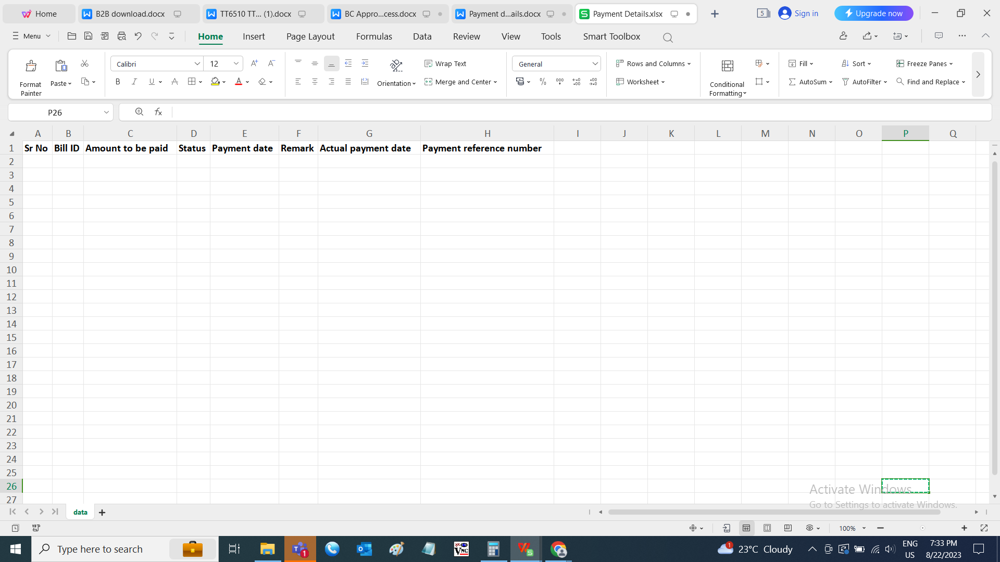 Home
B2B download.docx
TT6510 TT... (1).docx
BC Appro...cess.docx
Payment d...ails.docx
Payment Details.xlsx
5
Sign in
Upgrade now
Menu
Home Insert Page Layout Formulas Data Review View Tools Smart Toolbox
Format Painter
Paste
Calibri 12
Orientation
Wrap Text
Merge and Center
General
Rows and Columns
Worksheet
Conditional Formatting
Fill
AutoSum
Sort
AutoFilter
Freeze Panes
Find and Replace
P26
fx
A B C D E F G H I J K L M N O P Q
1 Sr No Bill ID Amount to be paid Status Payment date Remark Actual payment date Payment reference number
2
3
4
5
6
7
8
9
10
11
12
13
14
15
16
17
18
19
20
21
22
23
24
25
26
27
Activate Windows
Go to Settings to activate Windows.
data
100%
Type here to search
1
VNC
1
23°C Cloudy
ENG
US
7:33 PM
8/22/2023